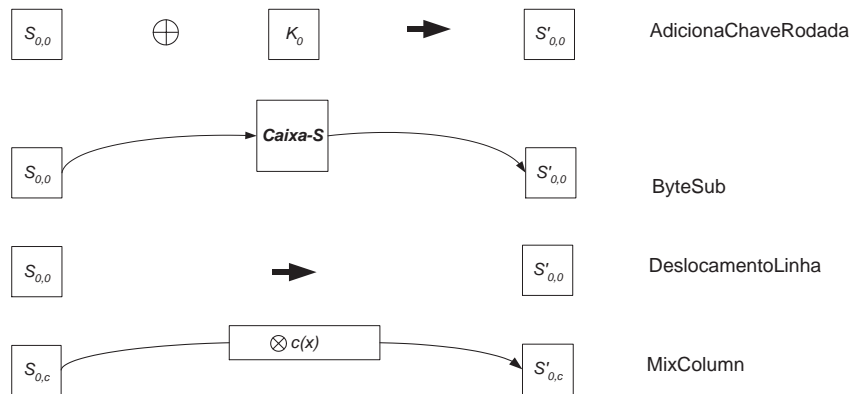 S0,0 ⊕ K0 S'0,0 AdicionaChaveRodada
Caixa-S
S0,0 S'0,0
ByteSub
S0,0 S'0,0 DeslocamentoLinha
⊗ c(x)
S0,c S'0,c MixColumn